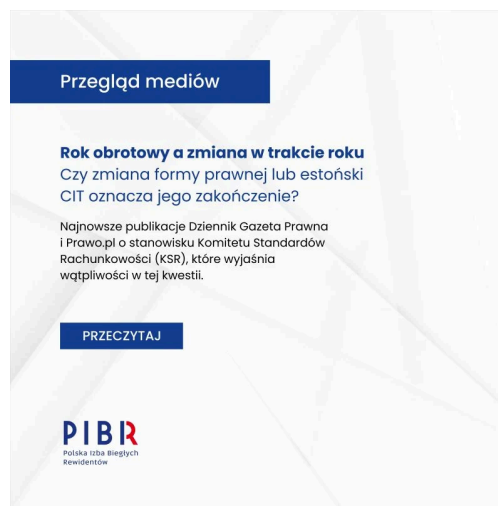 Przegląd mediów
Rok obrotowy a zmiana w trakcie roku
Czy zmiana formy prawnej lub estoński
CIT oznacza jego zakończenie?
Najnowsze publikacje Dziennik Gazeta Prawna
i Prawo.pl o stanowisku Komitetu Standardów
Rachunkowości (KSR), które wyjaśnia
wątpliwości w tej kwestii.
PRZECZYTAJ
PIBR
Polska Izba Biegłych
Rewidentów